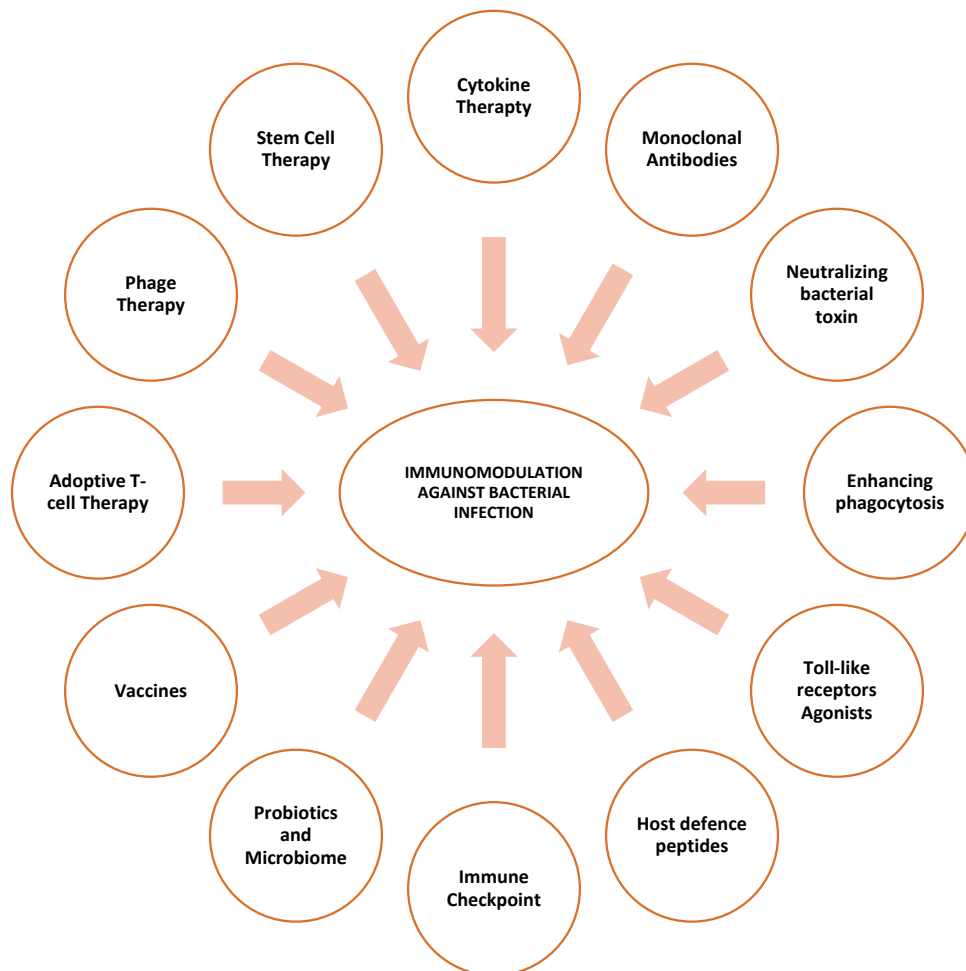 Cytokine
Therapty
Monoclonal
Antibodies
Neutralizing
bacterial
toxin
Enhancing
phagocytosis
Toll-like
receptors
Agonists
Host defence
peptides
Immune
Checkpoint
Probiotics
and
Microbiome
Vaccines
Adoptive T-
cell Therapy
Phage
Therapy
Stem Cell
Therapy
IMMUNOMODULATION
AGAINST BACTERIAL
INFECTION